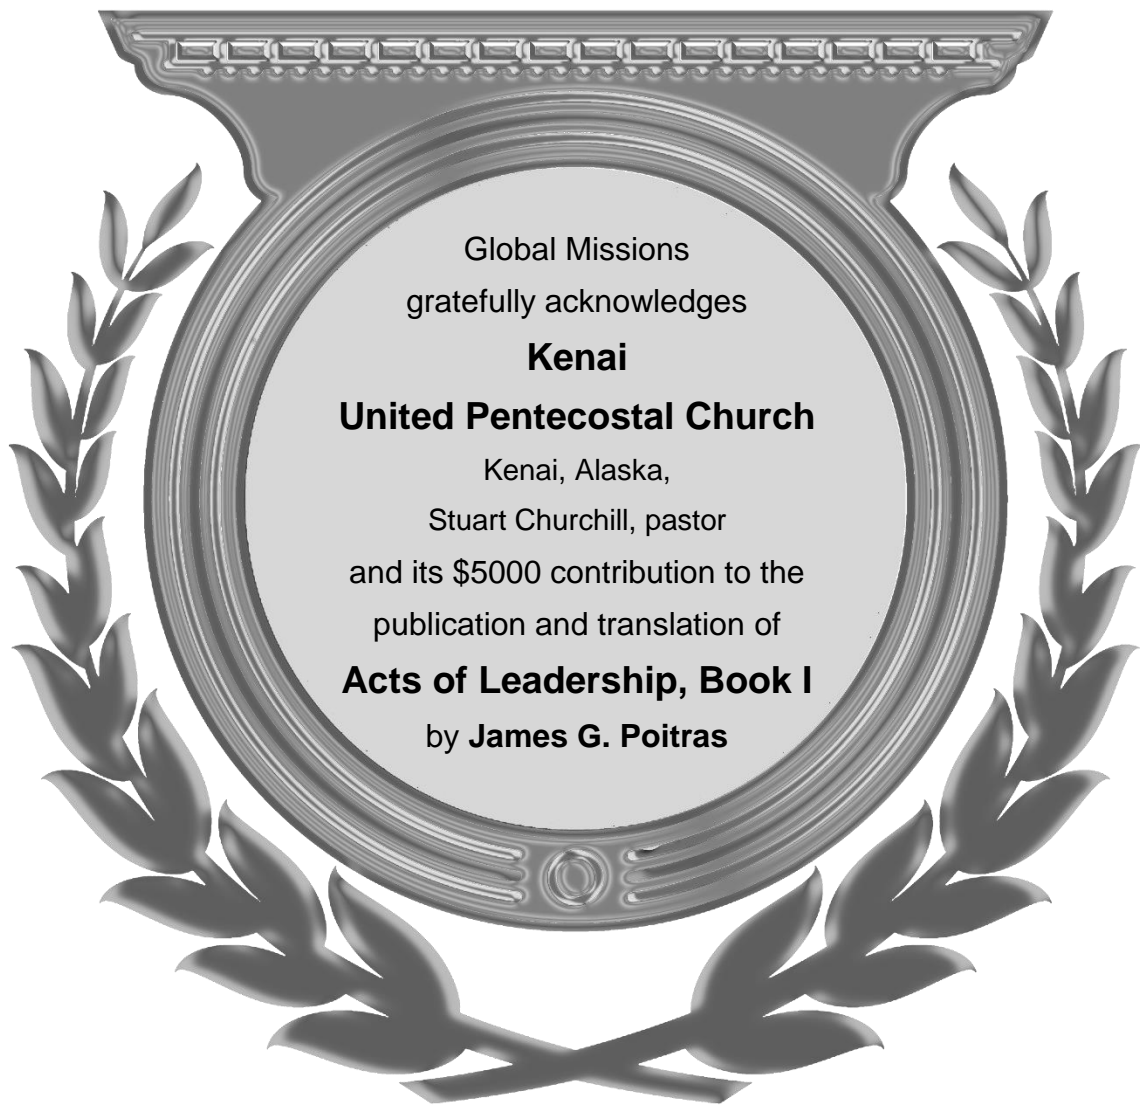 Global Missions
gratefully acknowledges
Kenai
United Pentecostal Church
Kenai, Alaska,
Stuart Churchill, pastor
and its $5000 contribution to the
publication and translation of
Acts of Leadership, Book I
by James G. Poitras